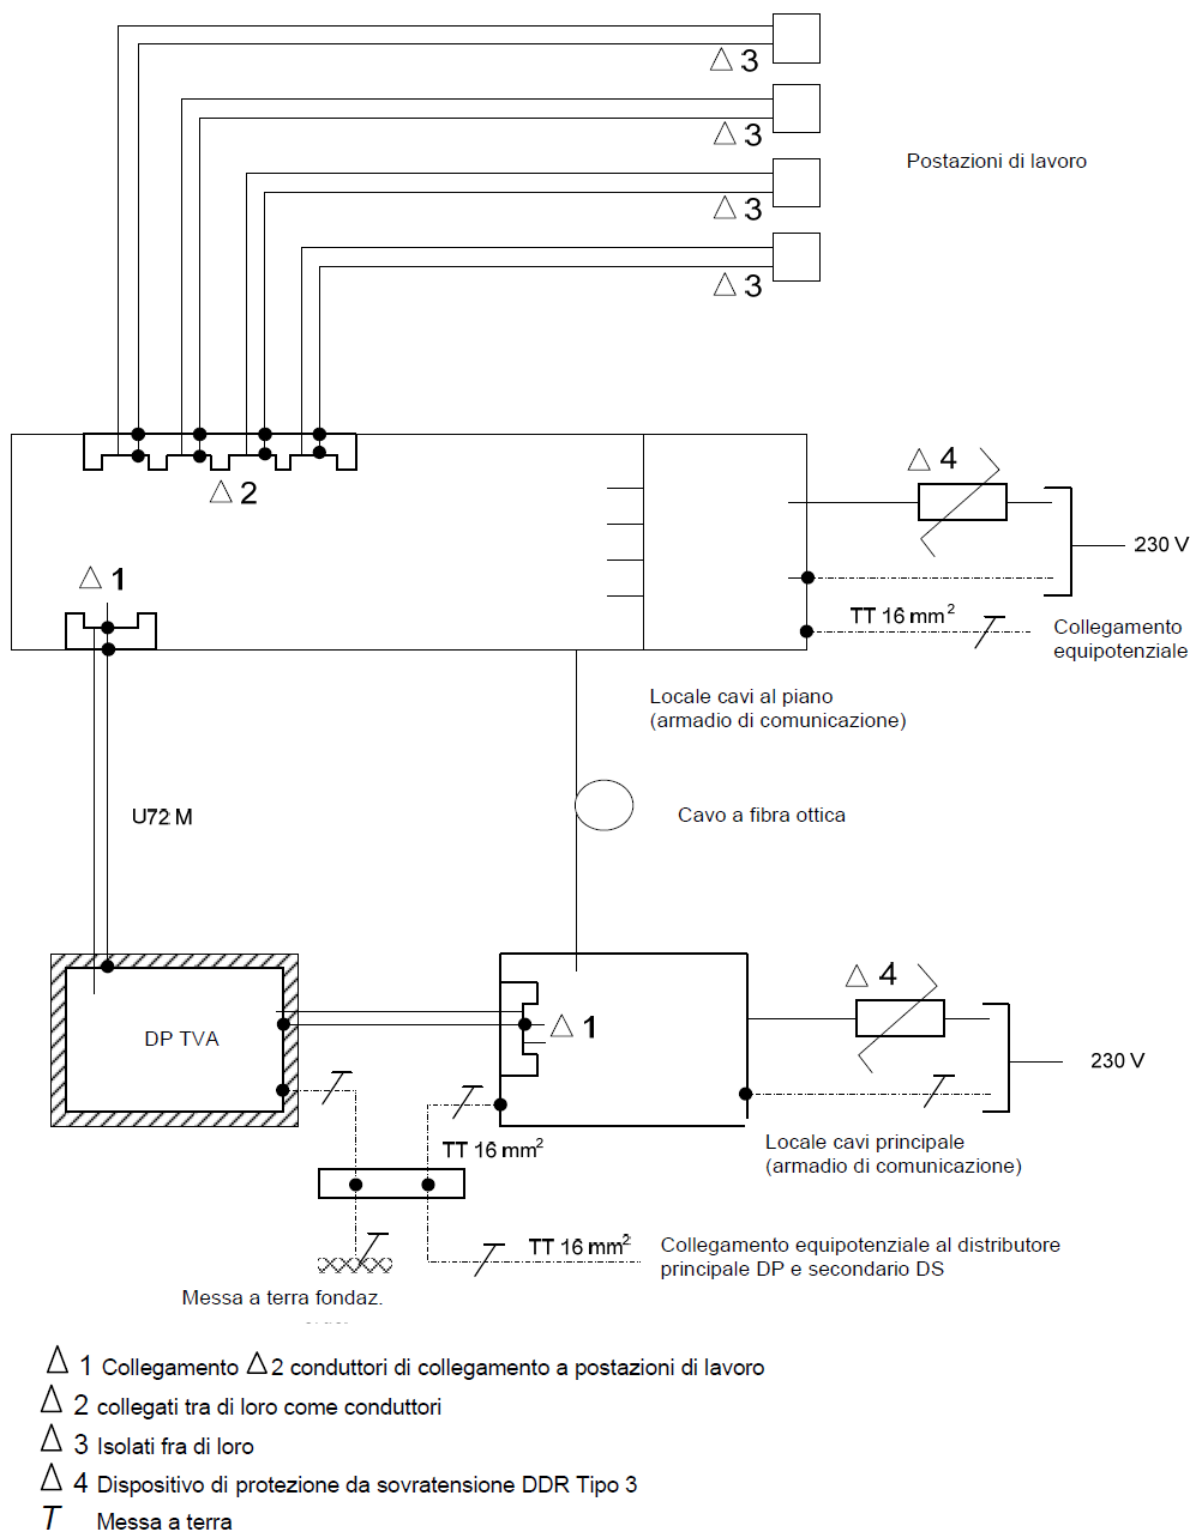 △ 3
△ 3
Postazioni di lavoro
△ 3
△ 3
△ 4
△ 2
230 V
△ 1
TT 16 mm²
Collegamento
equipotenziale
Locale cavi al piano
(armadio di comunicazione)
U72 M
Cavo a fibra ottica
△ 4
△ 1
DP TVA
230 V
TT 16 mm²
Locale cavi principale
(armadio di comunicazione)
TT 16 mm²
Collegamento equipotenziale al distributore
principale DP e secondario DS
Messa a terra fondaz.
△ 1 Collegamento △2 conduttori di collegamento a postazioni di lavoro
△ 2 collegati tra di loro come conduttori
△ 3 Isolati fra di loro
△ 4 Dispositivo di protezione da sovratensione DDR Tipo 3
T Messa a terra